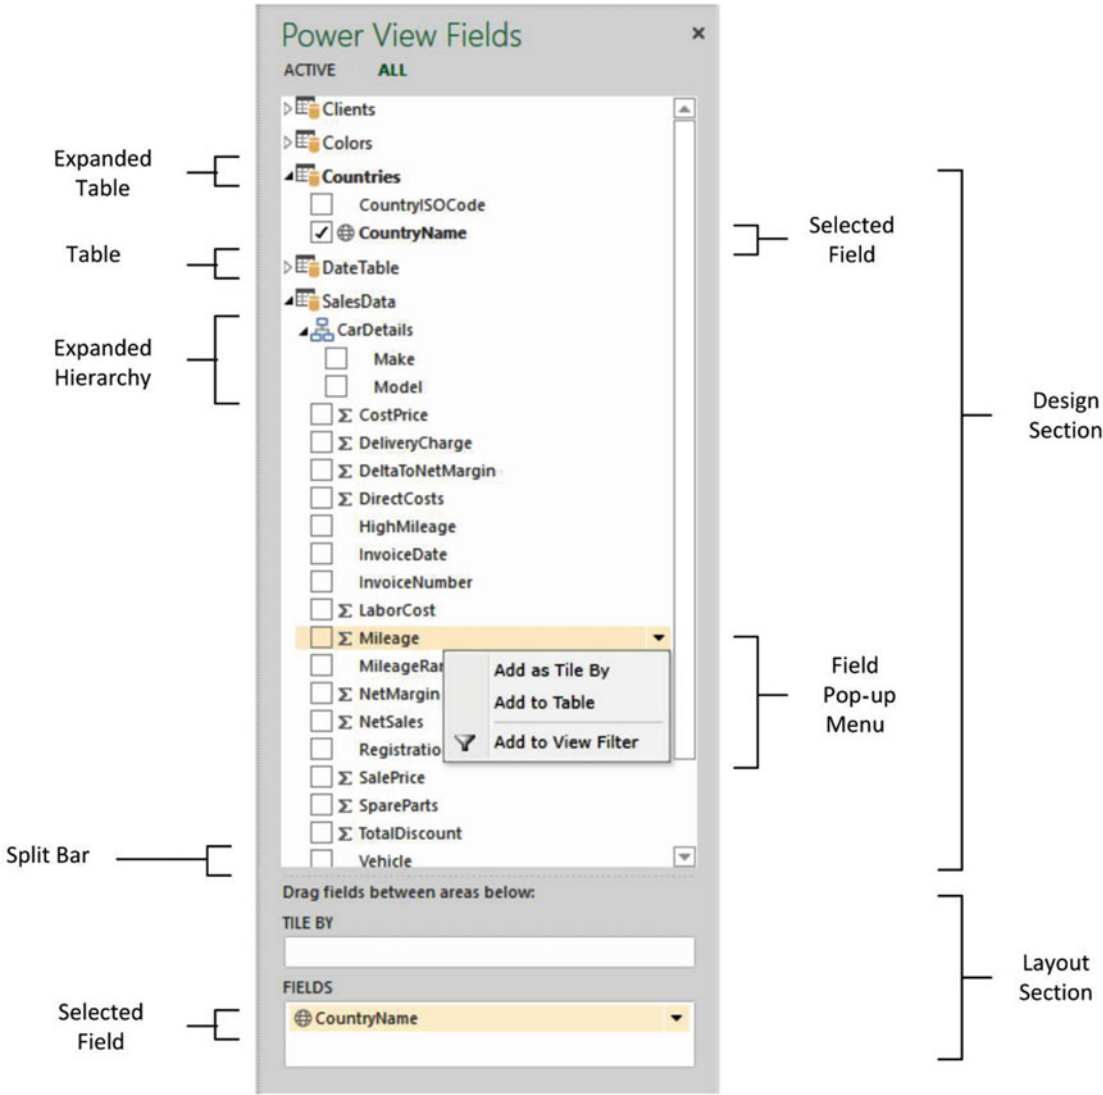 Power View Fields
ACTIVE ALL
Clients
Colors
Expanded
Table
Countries
CountryISOCode
CountryName
Selected
Field
Table
DateTable
SalesData
Expanded
Hierarchy
CarDetails
Make
Model
Σ CostPrice
Σ DeliveryCharge
Σ DeltaToNetMargin
Σ DirectCosts
HighMileage
InvoiceDate
InvoiceNumber
Σ LaborCost
Σ Mileage
MileageRan
Σ NetMargin
Σ NetSales
Registratio
Add as Tile By
Add to Table
Add to View Filter
Field
Pop-up
Menu
Design
Section
Σ SalePrice
Σ SpareParts
Σ TotalDiscount
Vehicle
Split Bar
Drag fields between areas below:
TILE BY
FIELDS
CountryName
Selected
Field
Layout
Section